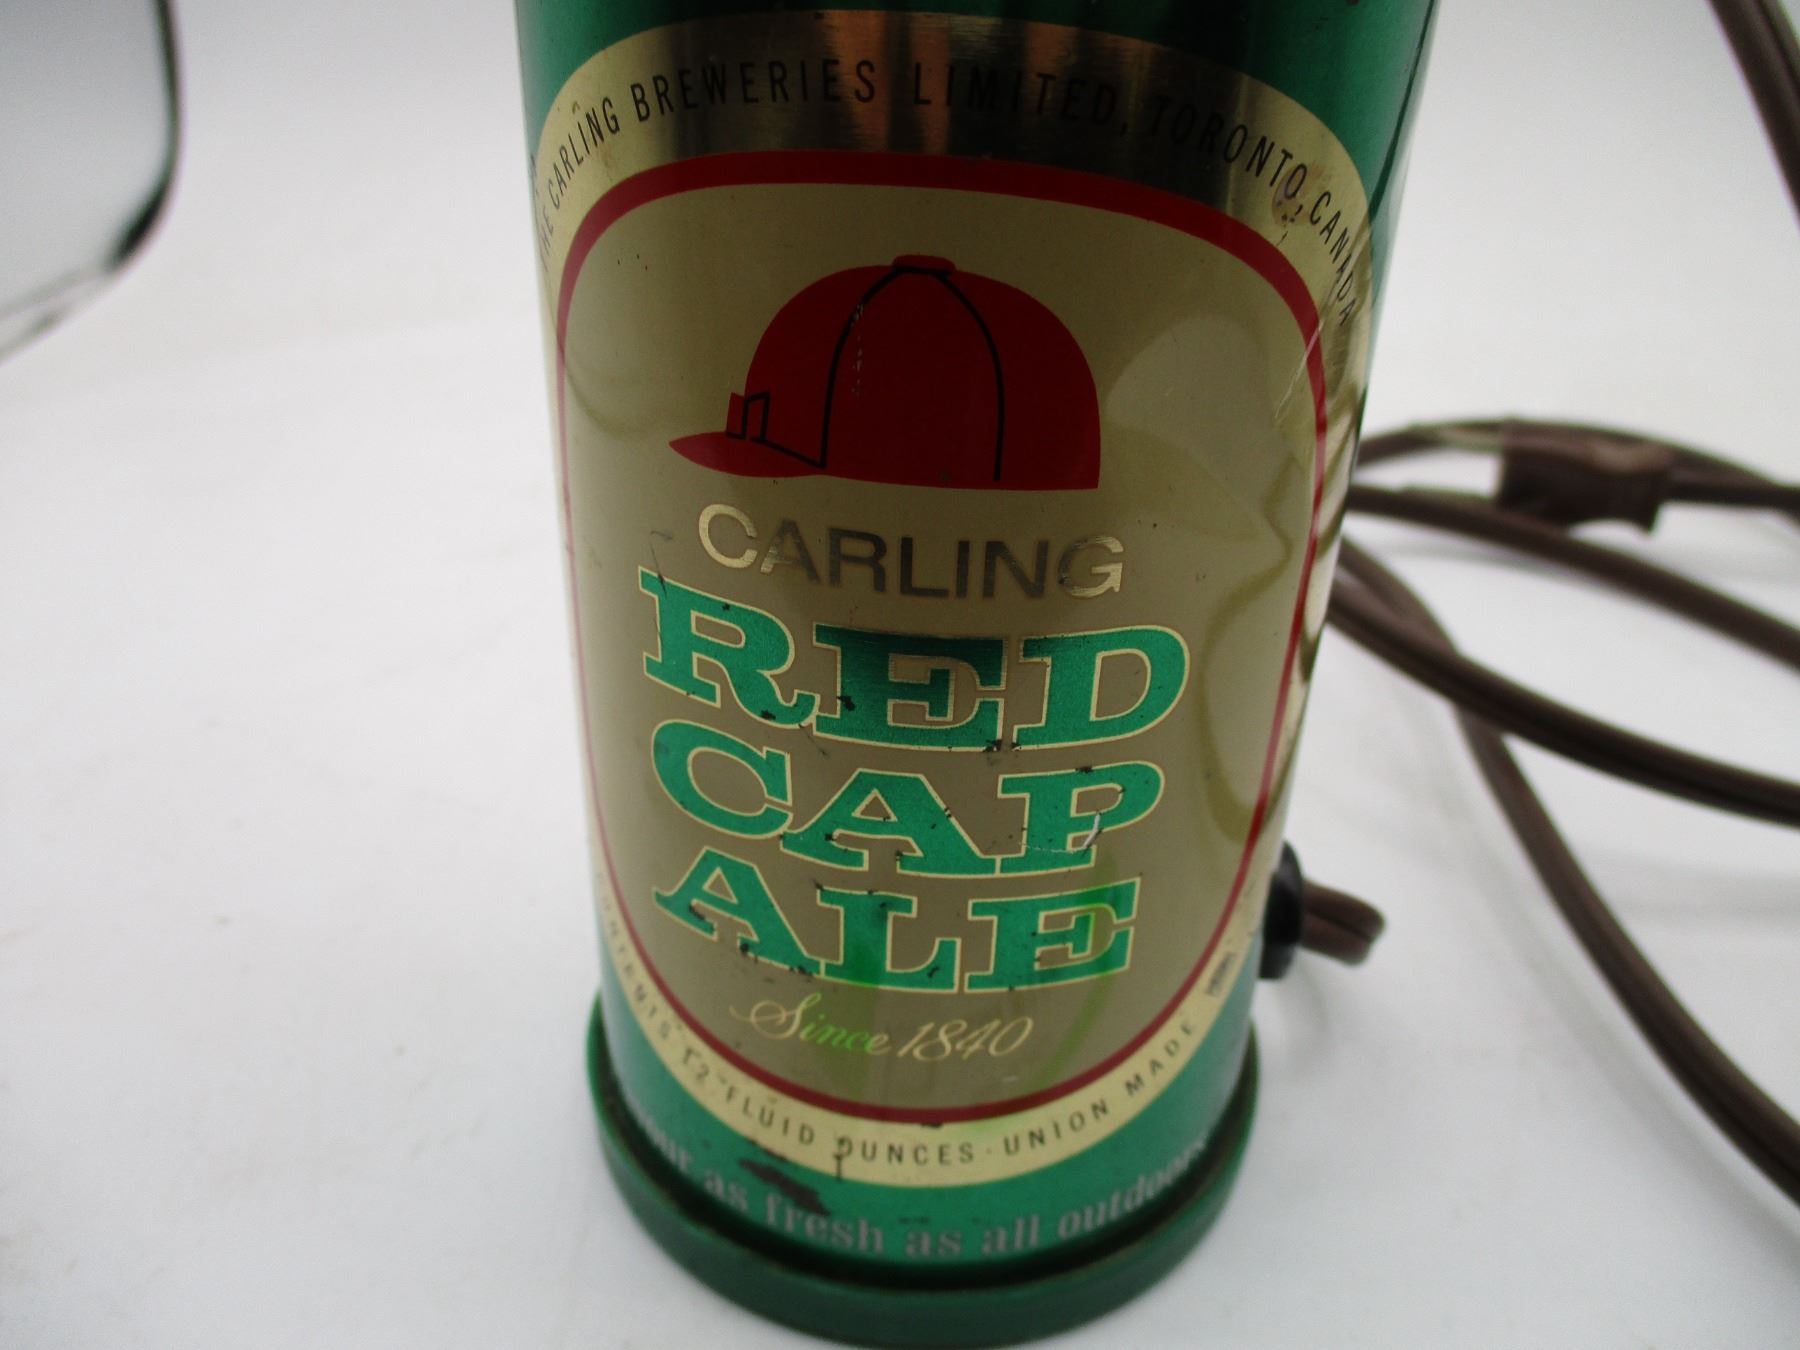 THE CARLING BREWERIES LIMITED, TORONTO, CANADA
CARLING
RED
CAP
ALE
Since 1840
CONTENTS 12 FLUID OUNCES · UNION MADE
as fresh as all outdoors